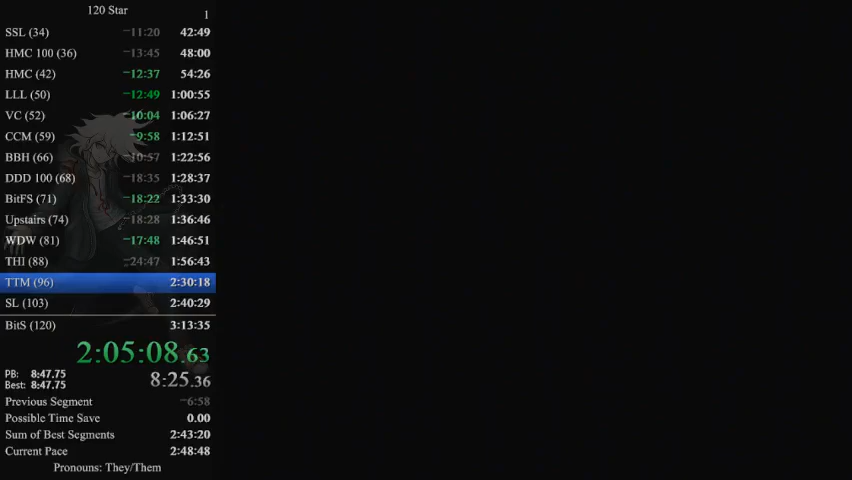 120 Star
1
SSL (34) −11:20 42:49
HMC 100 (36) −13:45 48:00
HMC (42) −12:37 54:26
LLL (50) −12:49 1:00:55
VC (52) −10:04 1:06:27
CCM (59) −9:58 1:12:51
BBH (66) −10:57 1:22:56
DDD 100 (68) −18:35 1:28:37
BitFS (71) −18:22 1:33:30
Upstairs (74) −18:28 1:36:46
WDW (81) −17:48 1:46:51
THI (88) −24:47 1:56:43
TTM (96) 2:30:18
SL (103) 2:40:29
BitS (120) 3:13:35
2:05:08.63
PB: 8:47.75
Best: 8:47.75
8:25.36
Previous Segment −6:58
Possible Time Save 0.00
Sum of Best Segments 2:43:20
Current Pace 2:48:48
Pronouns: They/Them